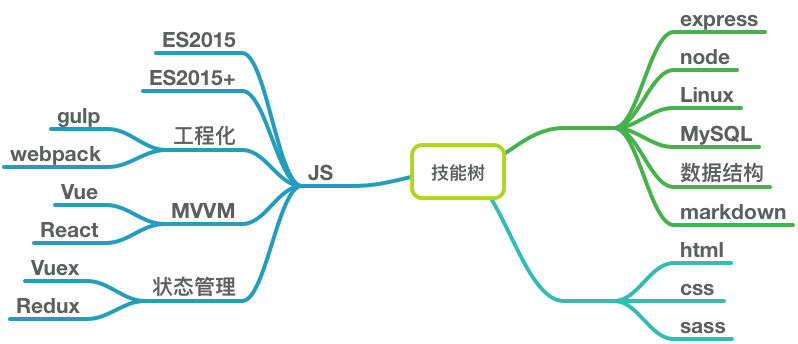 技能树
JS
ES2015
ES2015+
工程化
gulp
webpack
MVVM
Vue
React
状态管理
Vuex
Redux
express
node
Linux
MySQL
数据结构
markdown
html
css
sass